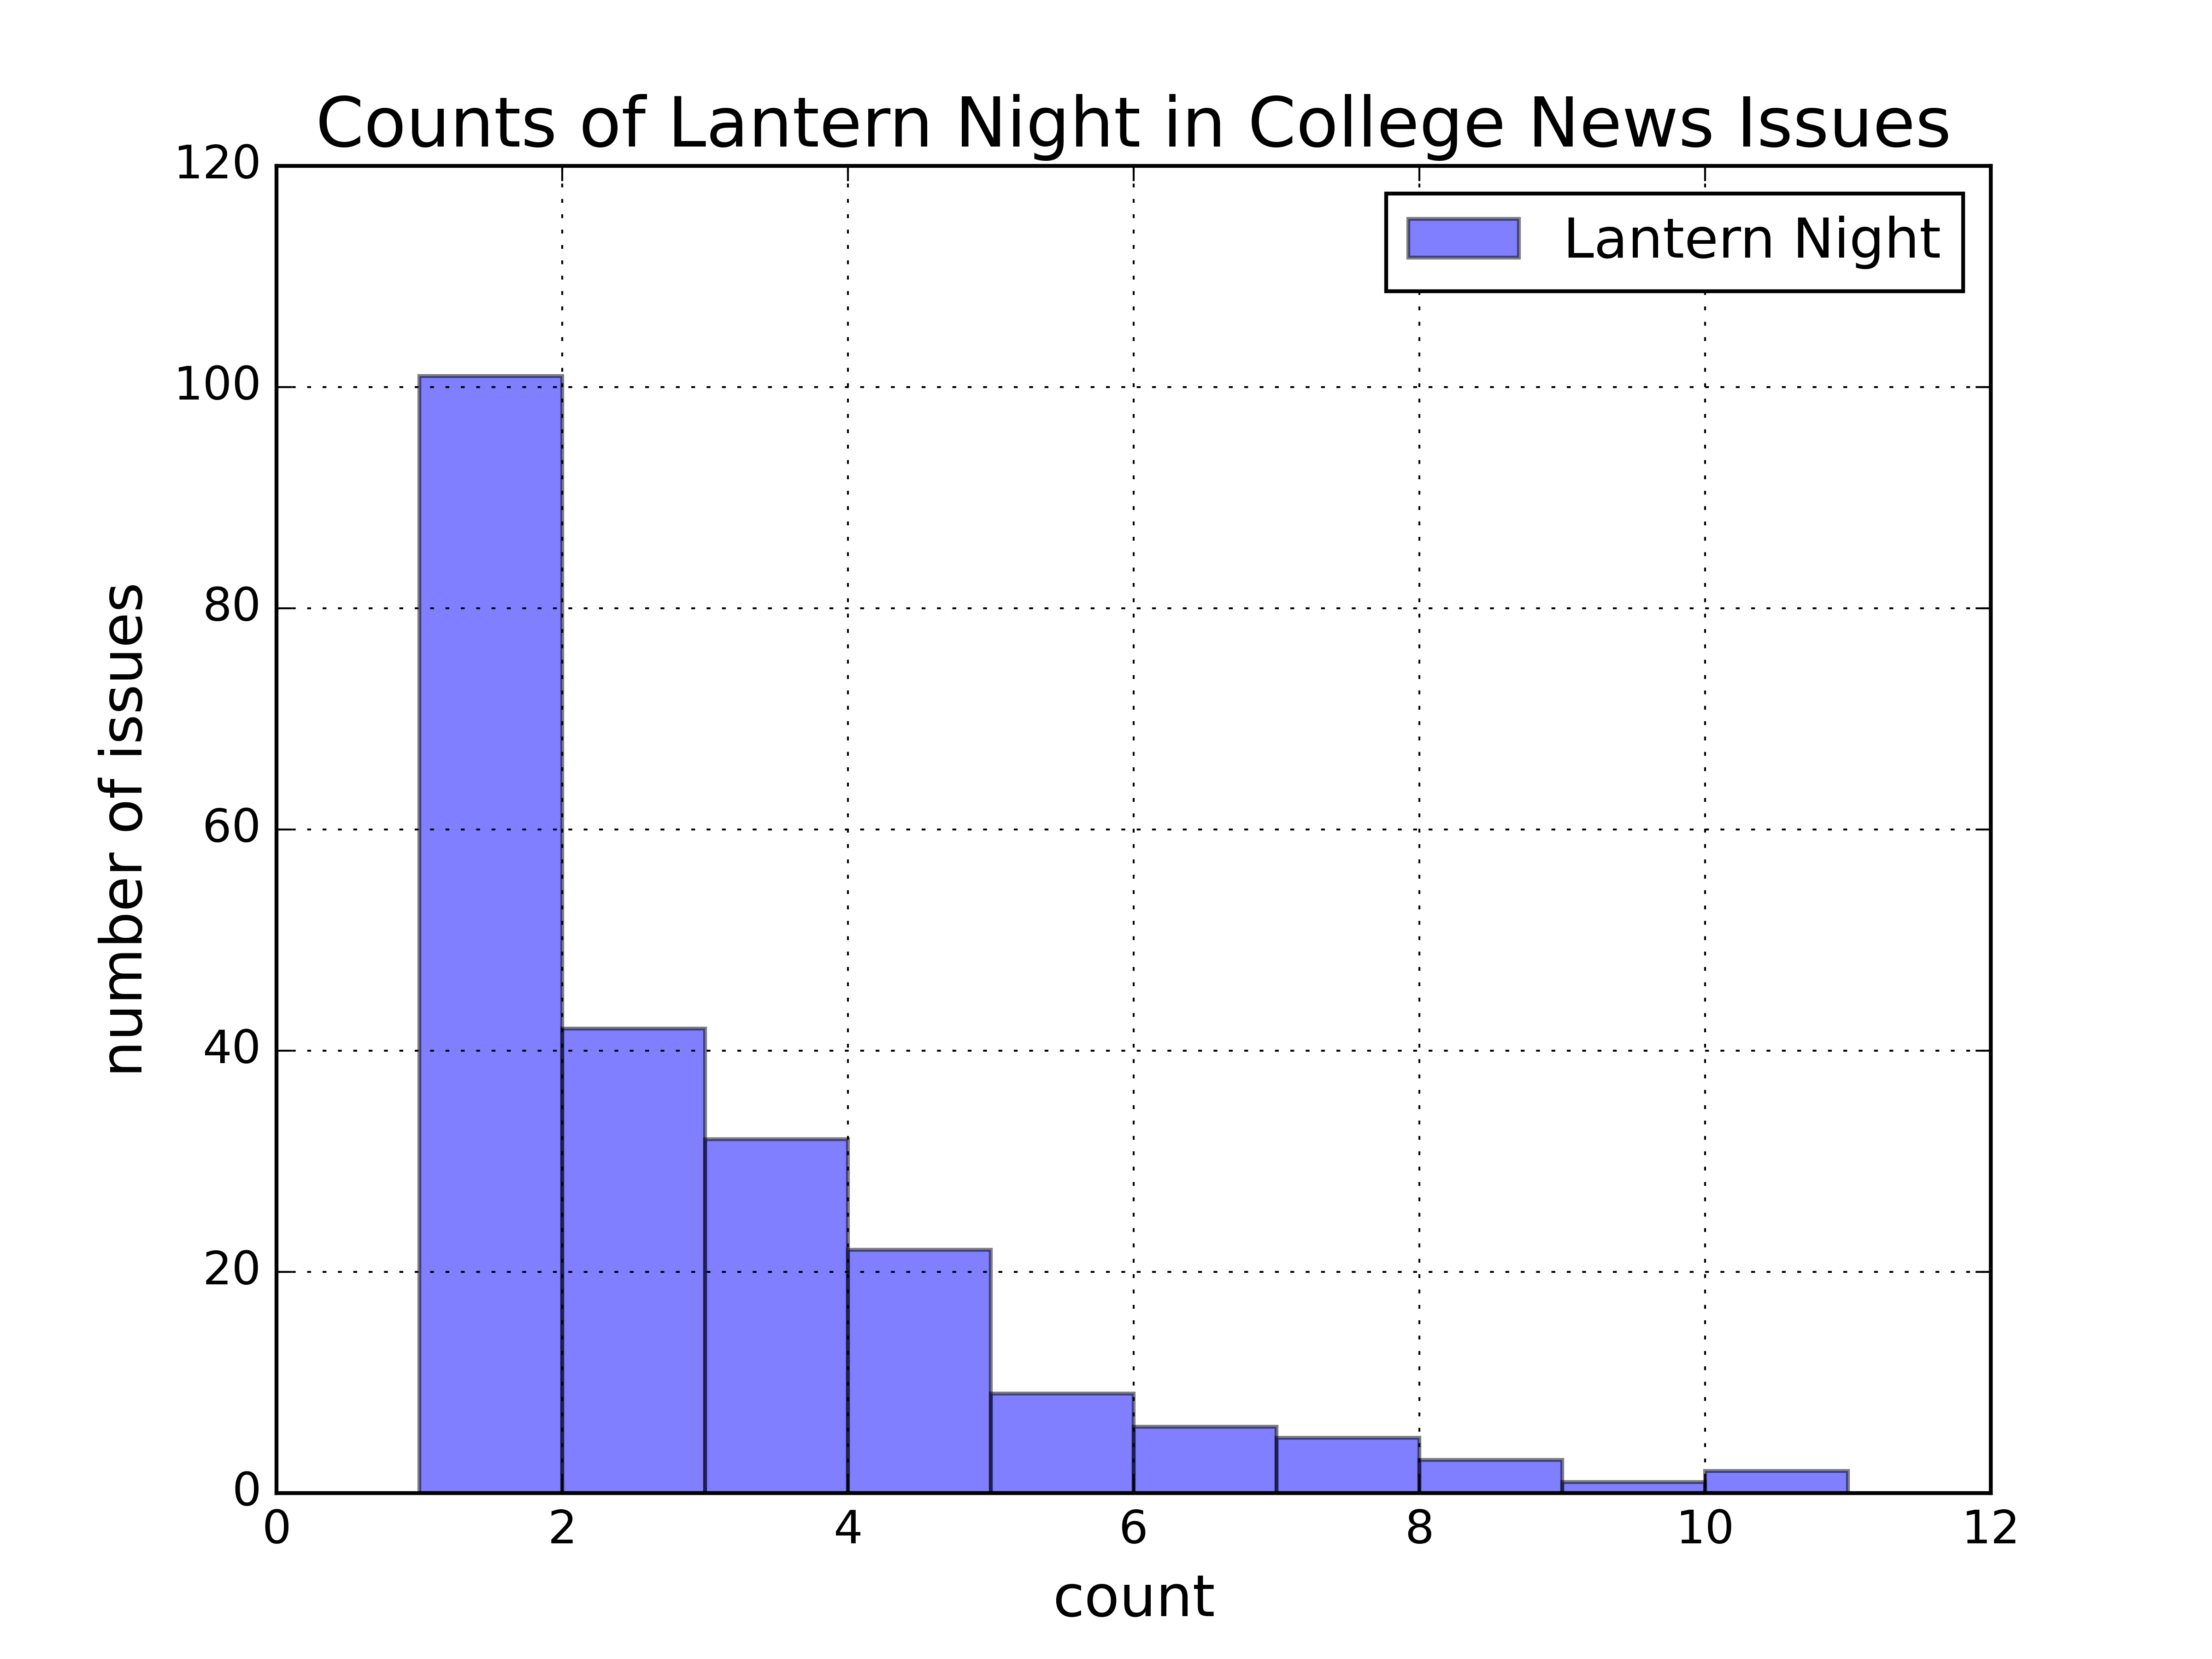 Counts of Lantern Night in College News Issues
Lantern Night
120
100
80
60
40
20
0
number of issues
0 2 4 6 8 10 12
count